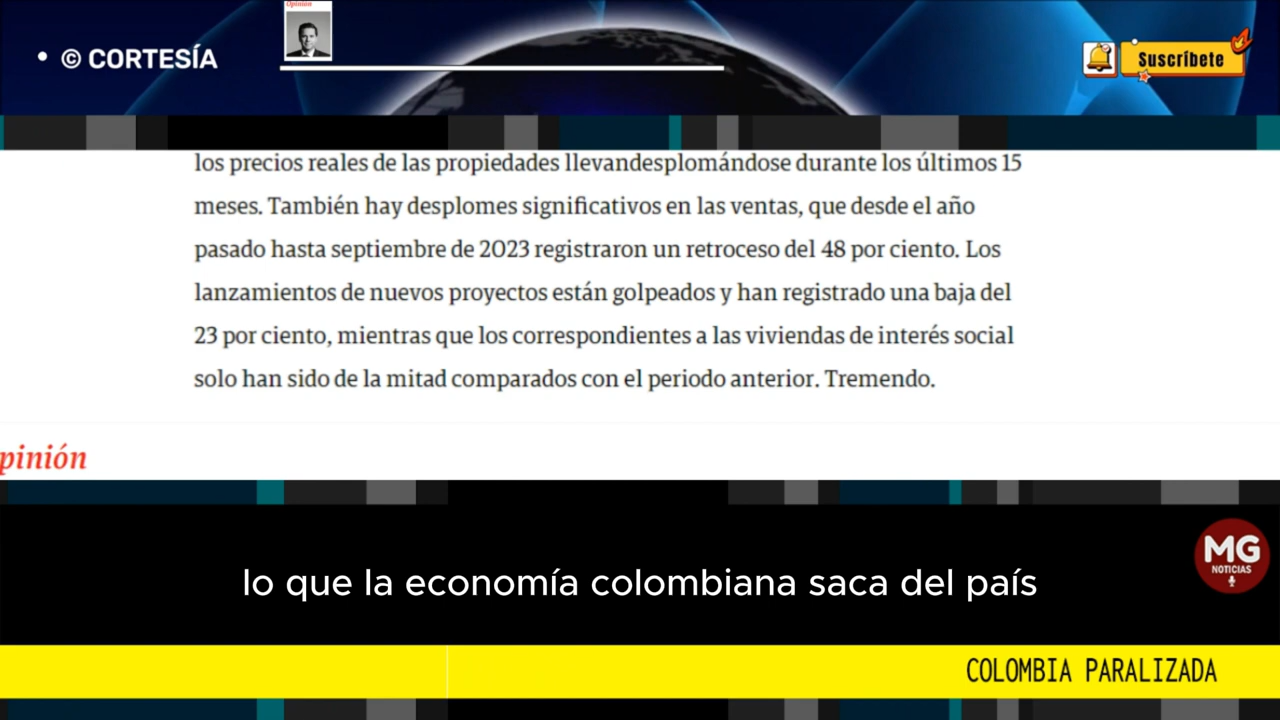 Opinión
• © CORTESÍA
Suscríbete
los precios reales de las propiedades llevandesplomándose durante los últimos 15
meses. También hay desplomes significativos en las ventas, que desde el año
pasado hasta septiembre de 2023 registraron un retroceso del 48 por ciento. Los
lanzamientos de nuevos proyectos están golpeados y han registrado una baja del
23 por ciento, mientras que los correspondientes a las viviendas de interés social
solo han sido de la mitad comparados con el periodo anterior. Tremendo.
pinión
lo que la economía colombiana saca del país
MG
NOTICIAS
COLOMBIA PARALIZADA